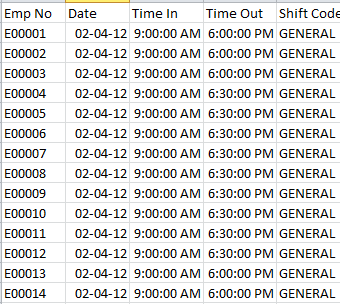 Emp No Date Time In Time Out Shift Code
E00001 02-04-12 9:00:00 AM 6:00:00 PM GENERAL
E00002 02-04-12 9:00:00 AM 6:00:00 PM GENERAL
E00003 02-04-12 9:00:00 AM 6:00:00 PM GENERAL
E00004 02-04-12 9:00:00 AM 6:30:00 PM GENERAL
E00005 02-04-12 9:00:00 AM 6:30:00 PM GENERAL
E00006 02-04-12 9:00:00 AM 6:30:00 PM GENERAL
E00007 02-04-12 9:00:00 AM 6:30:00 PM GENERAL
E00008 02-04-12 9:00:00 AM 6:30:00 PM GENERAL
E00009 02-04-12 9:00:00 AM 6:30:00 PM GENERAL
E00010 02-04-12 9:00:00 AM 6:30:00 PM GENERAL
E00011 02-04-12 9:00:00 AM 6:30:00 PM GENERAL
E00012 02-04-12 9:00:00 AM 6:30:00 PM GENERAL
E00013 02-04-12 9:00:00 AM 6:00:00 PM GENERAL
E00014 02-04-12 9:00:00 AM 6:00:00 PM GENERAL